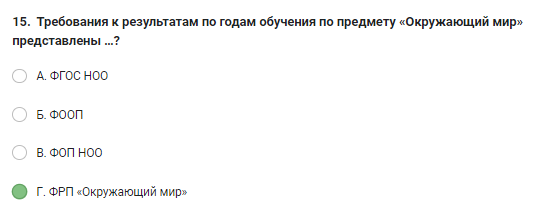 15. Требования к результатам по годам обучения по предмету «Окружающий мир»
представлены …?
А. ФГОС НОО
Б. ФООП
В. ФОП НОО
Г. ФРП «Окружающий мир»